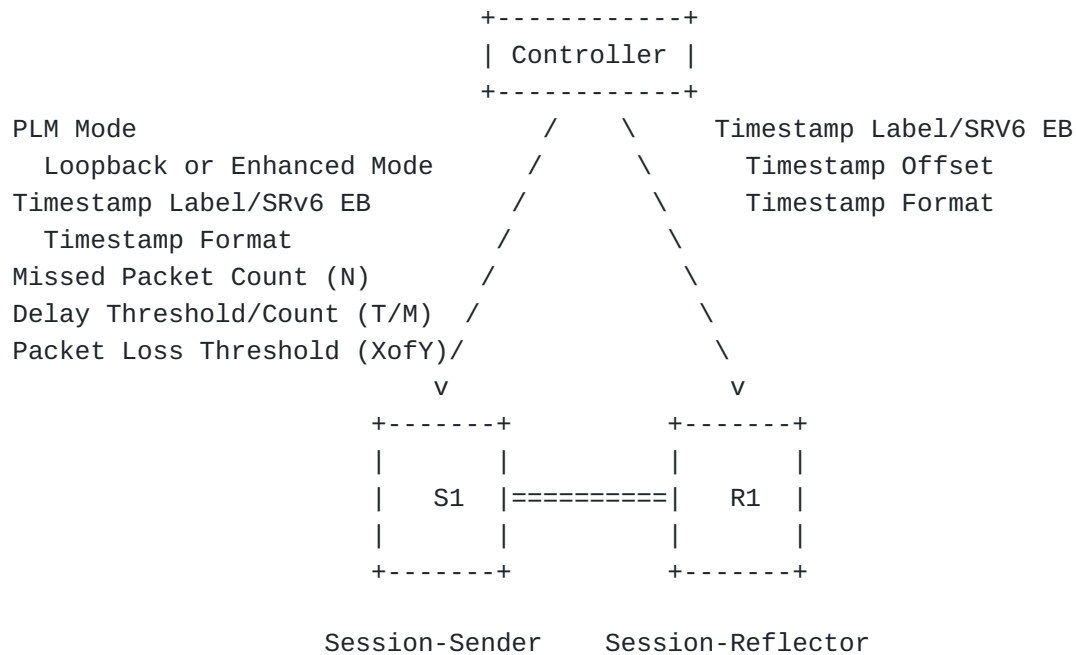 +------------+
| Controller |
+------------+
PLM Mode / \ Timestamp Label/SRV6 EB
Loopback or Enhanced Mode / \ Timestamp Offset
Timestamp Label/SRv6 EB / \ Timestamp Format
Timestamp Format / \
Missed Packet Count (N) / \
Delay Threshold/Count (T/M) / \
Packet Loss Threshold (XofY)/ \
v v
+-------+ +-------+
| | | |
| S1 |==========| R1 |
| | | |
+-------+ +-------+
Session-Sender Session-Reflector